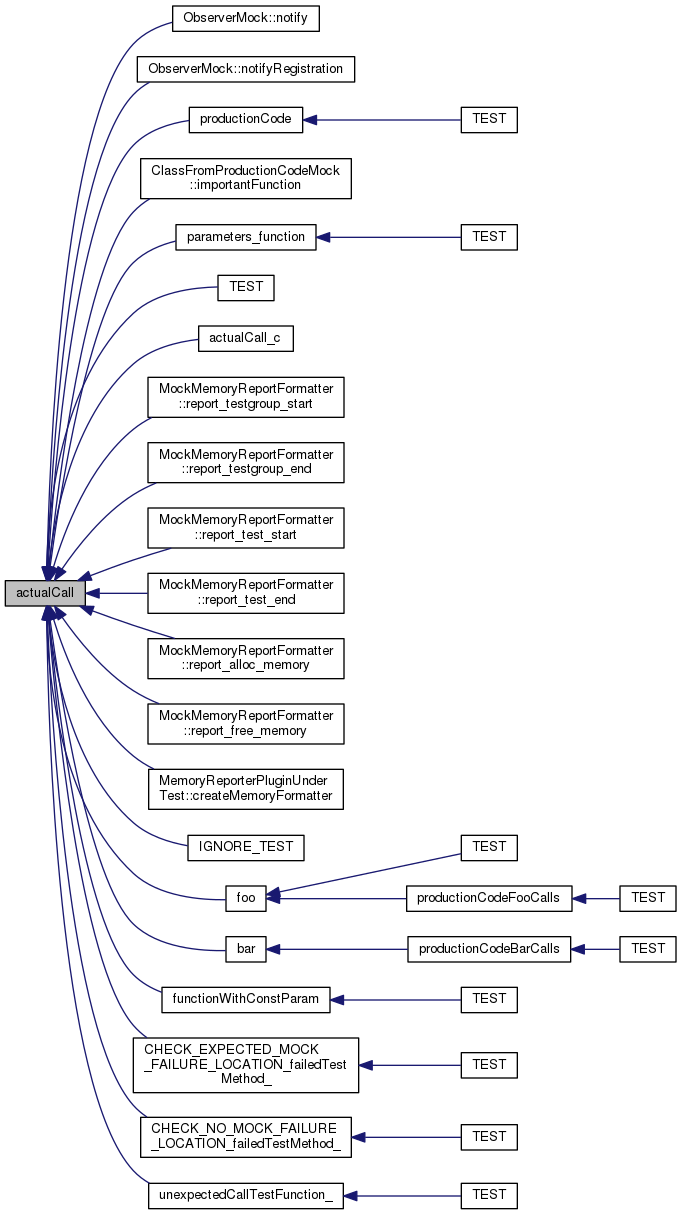 ObserverMock::notify
ObserverMock::notifyRegistration
productionCode
TEST
ClassFromProductionCodeMock
::importantFunction
parameters_function
TEST
TEST
actualCall_c
MockMemoryReportFormatter
::report_testgroup_start
MockMemoryReportFormatter
::report_testgroup_end
MockMemoryReportFormatter
::report_test_start
actualCall
MockMemoryReportFormatter
::report_test_end
MockMemoryReportFormatter
::report_alloc_memory
MockMemoryReportFormatter
::report_free_memory
MemoryReporterPluginUnder
Test::createMemoryFormatter
IGNORE_TEST
TEST
foo
productionCodeFooCalls
TEST
bar
productionCodeBarCalls
TEST
functionWithConstParam
TEST
CHECK_EXPECTED_MOCK
_FAILURE_LOCATION_failedTest
Method_
TEST
CHECK_NO_MOCK_FAILURE
_LOCATION_failedTestMethod_
TEST
unexpectedCallTestFunction_
TEST